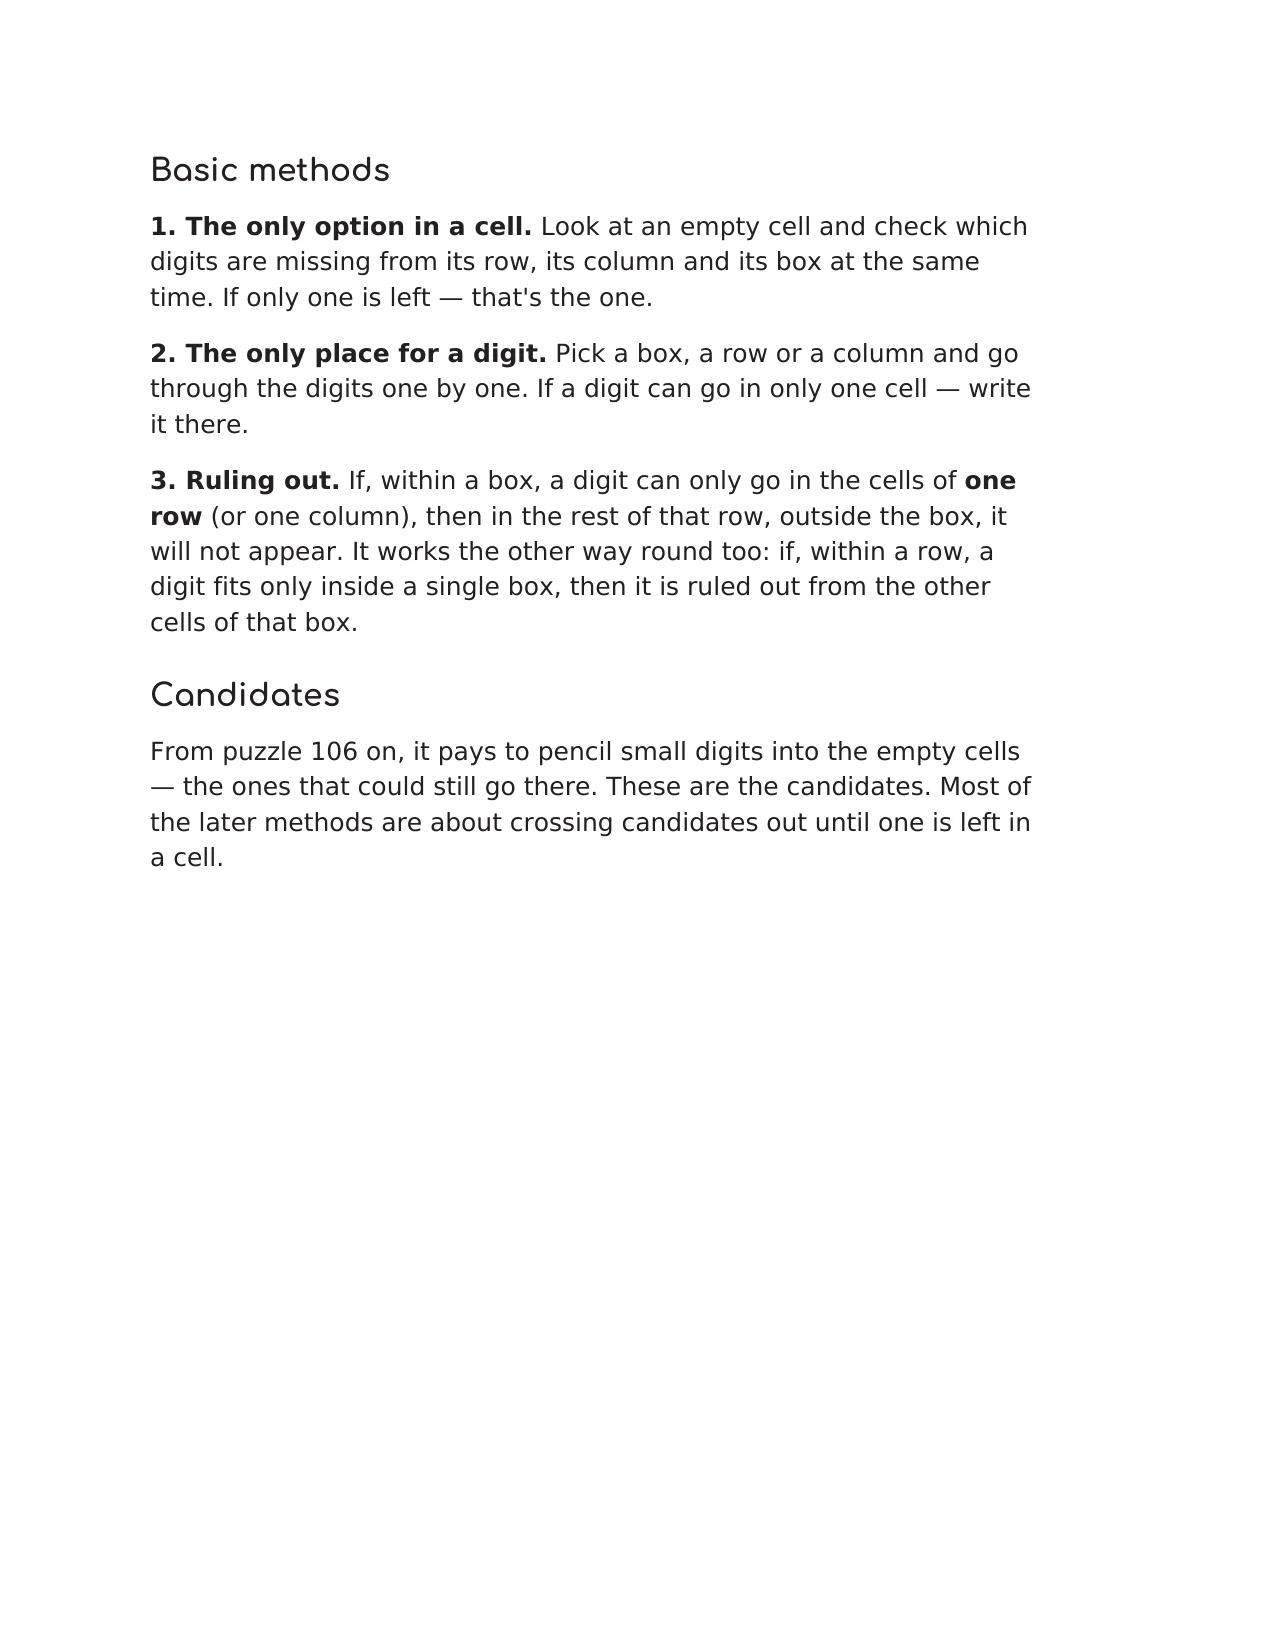 Basic methods
1. The only option in a cell. Look at an empty cell and check which
digits are missing from its row, its column and its box at the same
time. If only one is left — that's the one.
2. The only place for a digit. Pick a box, a row or a column and go
through the digits one by one. If a digit can go in only one cell — write
it there.
3. Ruling out. If, within a box, a digit can only go in the cells of one
row (or one column), then in the rest of that row, outside the box, it
will not appear. It works the other way round too: if, within a row, a
digit fits only inside a single box, then it is ruled out from the other
cells of that box.
Candidates
From puzzle 106 on, it pays to pencil small digits into the empty cells
— the ones that could still go there. These are the candidates. Most of
the later methods are about crossing candidates out until one is left in
a cell.